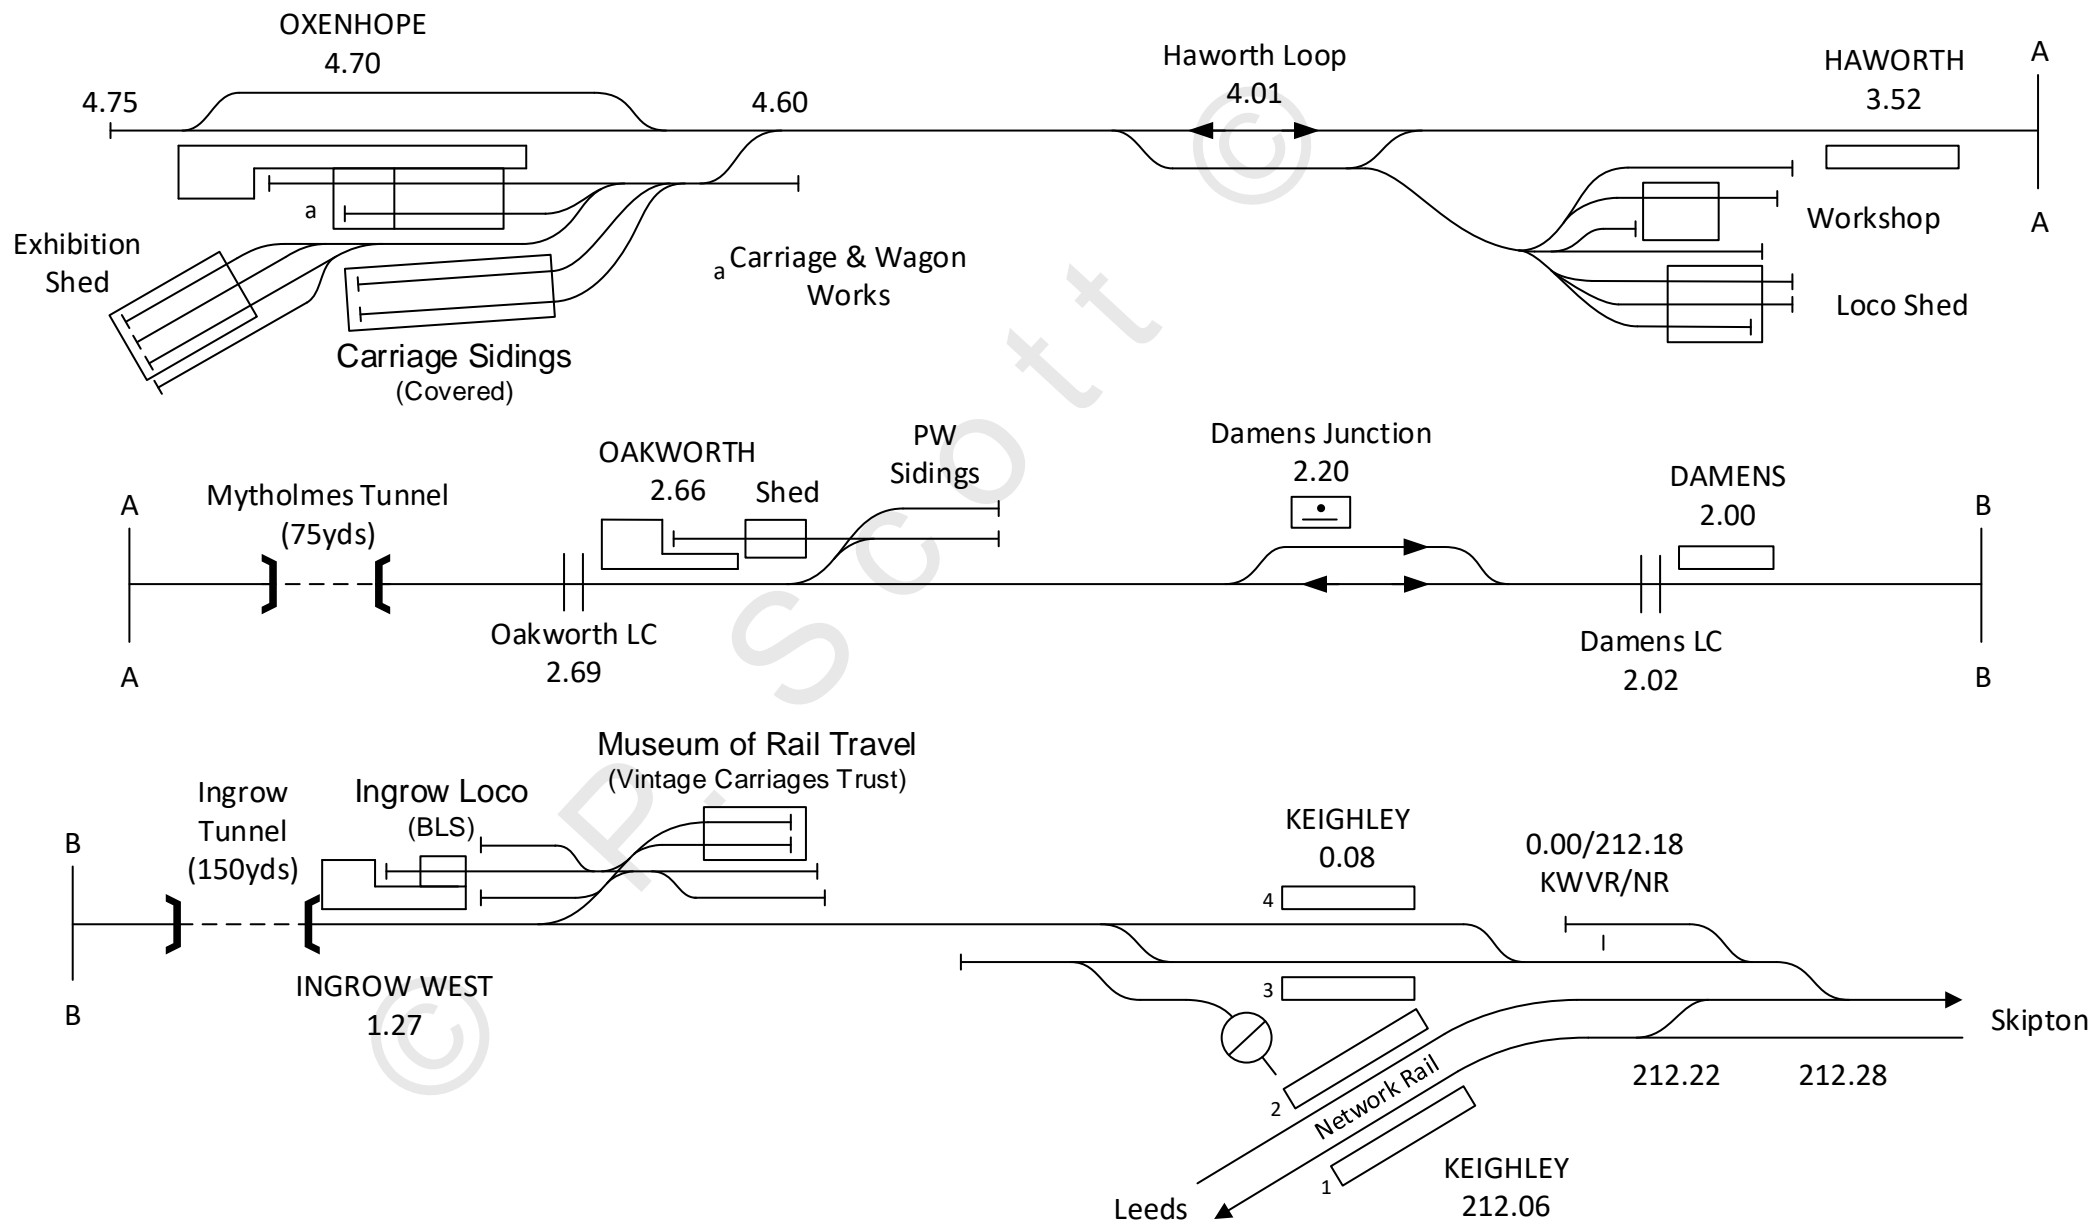 OXENHOPE
4.70
4.75
4.60
Haworth Loop
4.01
HAWORTH
3.52
A
A
a
Exhibition
Shed
a Carriage & Wagon
Works
Carriage Sidings
(Covered)
Workshop
Loco Shed
A
A
Mytholmes Tunnel
(75yds)
OAKWORTH
2.66
Shed
PW
Sidings
Oakworth LC
2.69
Damens Junction
2.20
DAMENS
2.00
Damens LC
2.02
B
B
B
B
Ingrow
Tunnel
(150yds)
Ingrow Loco
(BLS)
Museum of Rail Travel
(Vintage Carriages Trust)
INGROW WEST
1.27
KEIGHLEY
0.08
4
3
2
1
0.00/212.18
KWVR/NR
Skipton
212.22
212.28
Network Rail
Leeds
KEIGHLEY
212.06
© P. Scott ©